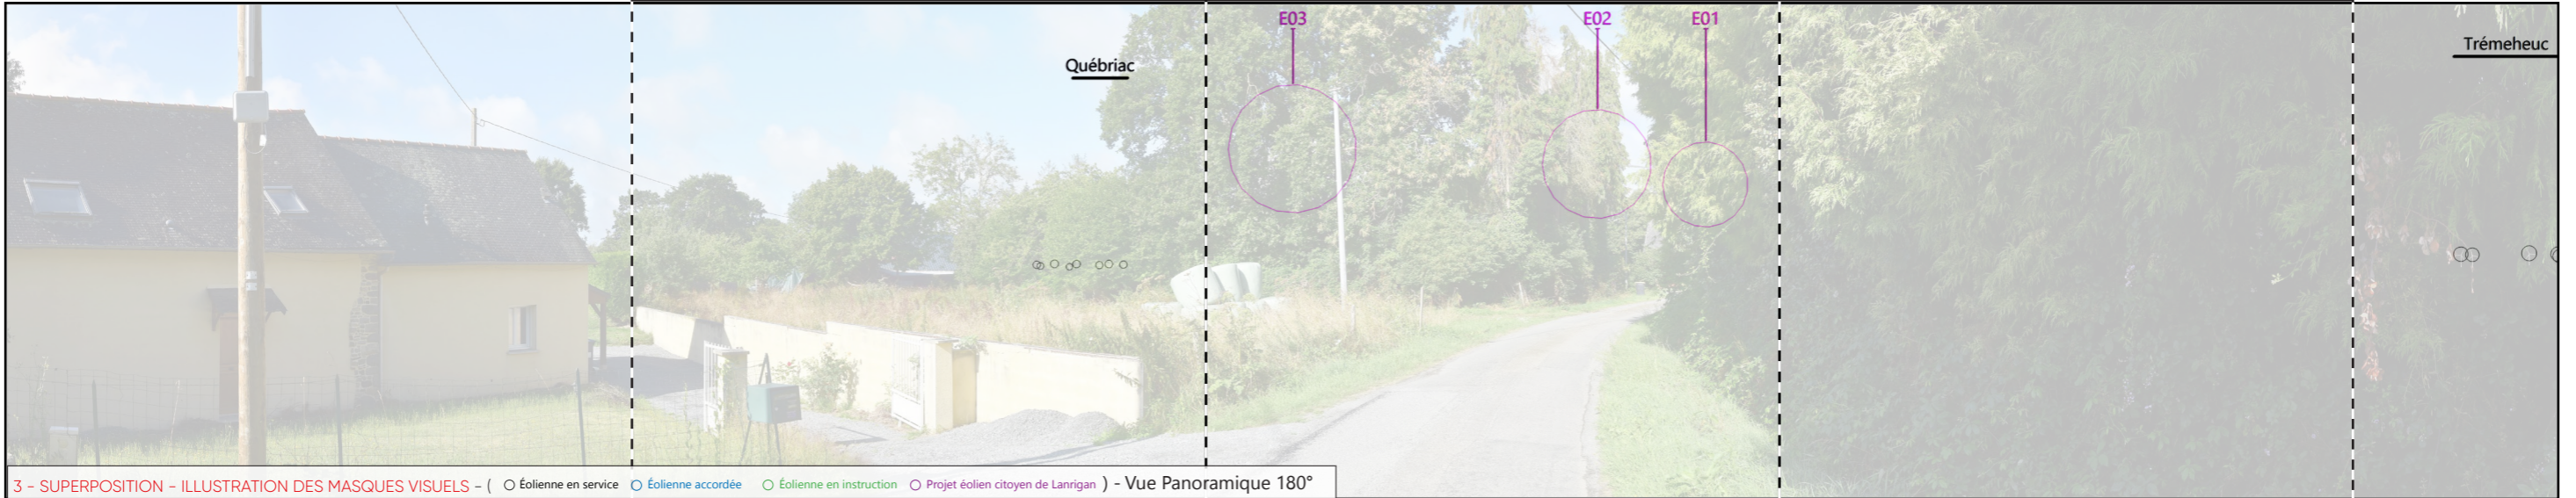 E03 E02 E01
Trémeheuc
Québriac
3 - SUPERPOSITION - ILLUSTRATION DES MASQUES VISUELS - ( Éolienne en service Éolienne accordée Éolienne en instruction Projet éolien citoyen de Lanrigan ) - Vue Panoramique 180°